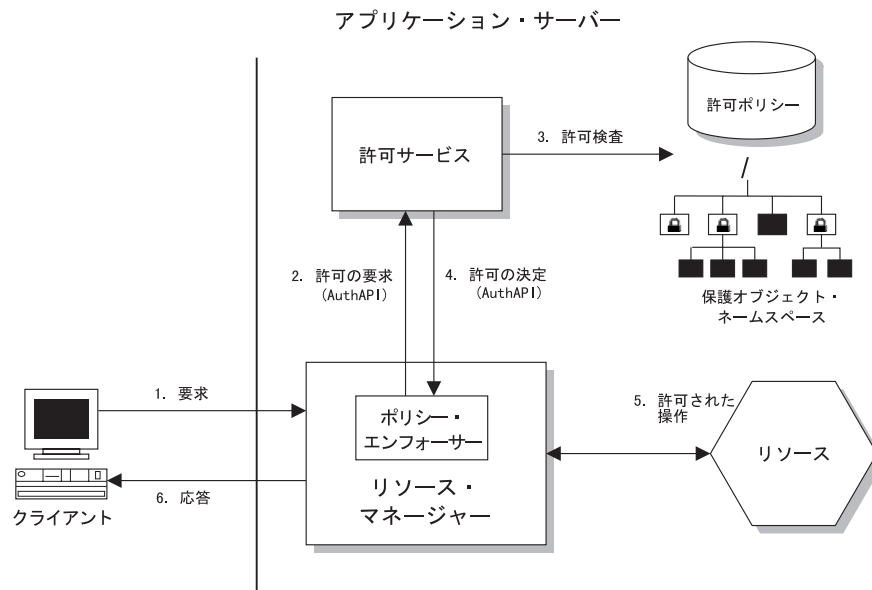 アプリケーション・サーバー
許可ポリシー
許可サービス
3. 許可検査
/
2. 許可の要求
(AuthAPI)
4. 許可の決定
(AuthAPI)
保護オブジェクト・
ネームスペース
1. 要求
ポリシー・
エンフォーサー
5. 許可された
操作
リソース
6. 応答
リソース・
マネージャー
クライアント